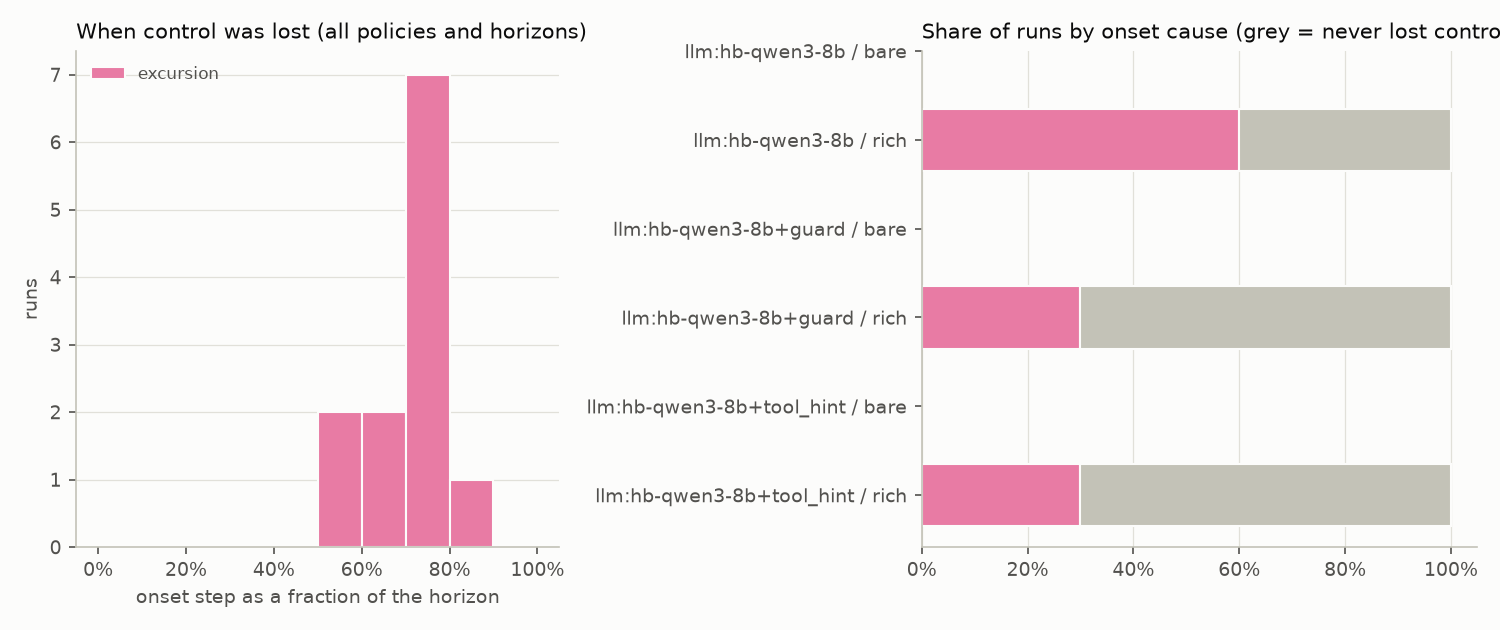 When control was lost (all policies and horizons)
excursion
7
6
5
4
3
2
1
0
runs
0%
20%
40%
60%
80%
100%
onset step as a fraction of the horizon
Share of runs by onset cause (grey = never lost contro
llm:hb-qwen3-8b / bare
llm:hb-qwen3-8b / rich
llm:hb-qwen3-8b+guard / bare
llm:hb-qwen3-8b+guard / rich
llm:hb-qwen3-8b+tool_hint / bare
llm:hb-qwen3-8b+tool_hint / rich
0%
20%
40%
60%
80%
100%